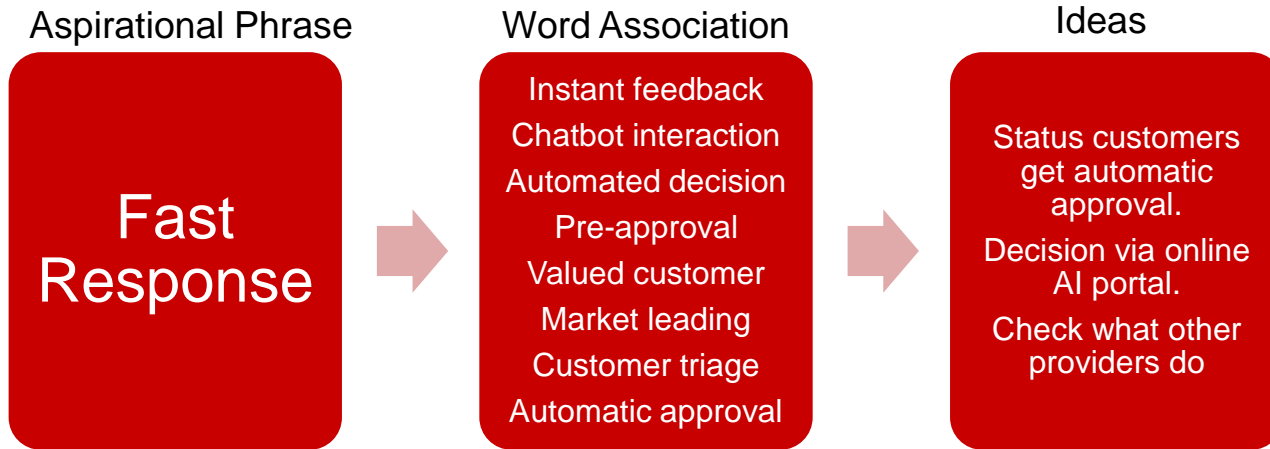 Aspirational Phrase
Fast
Response
Word Association
Instant feedback
Chatbot interaction
Automated decision
Pre-approval
Valued customer
Market leading
Customer triage
Automatic approval
Ideas
Status customers
get automatic
approval.
Decision via online
AI portal.
Check what other
providers do